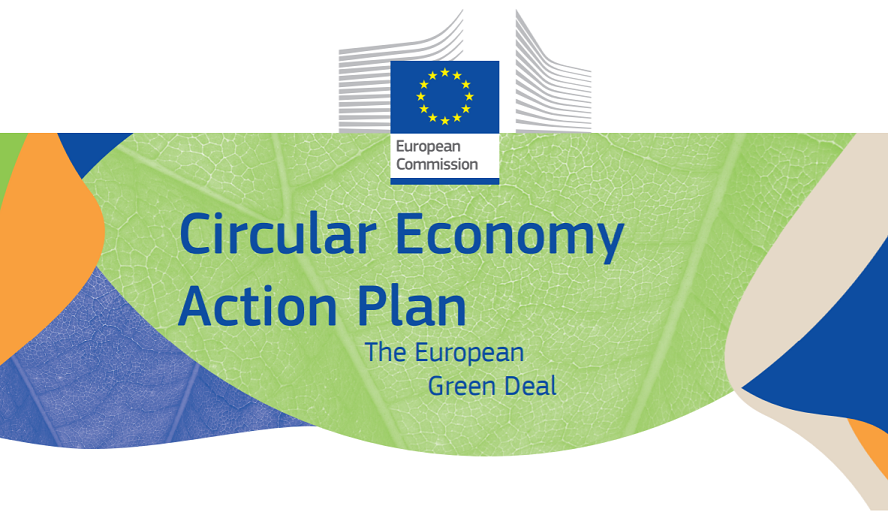 European
Commission
Circular Economy
Action Plan
The European
Green Deal